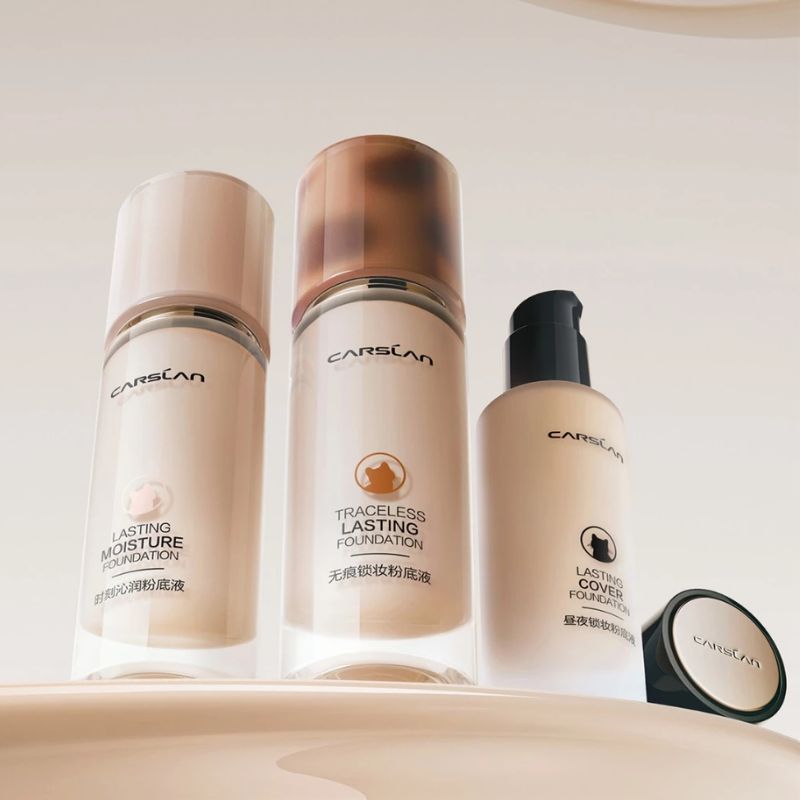 CARSLAN
LASTING
MOISTURE
FOUNDATION
时刻沁润粉底液
CARSLAN
TRACELESS
LASTING
FOUNDATION
无痕锁妆粉底液
CARSLAN
LASTING
COVER
FOUNDATION
昼夜锁妆粉底液
CARSLAN